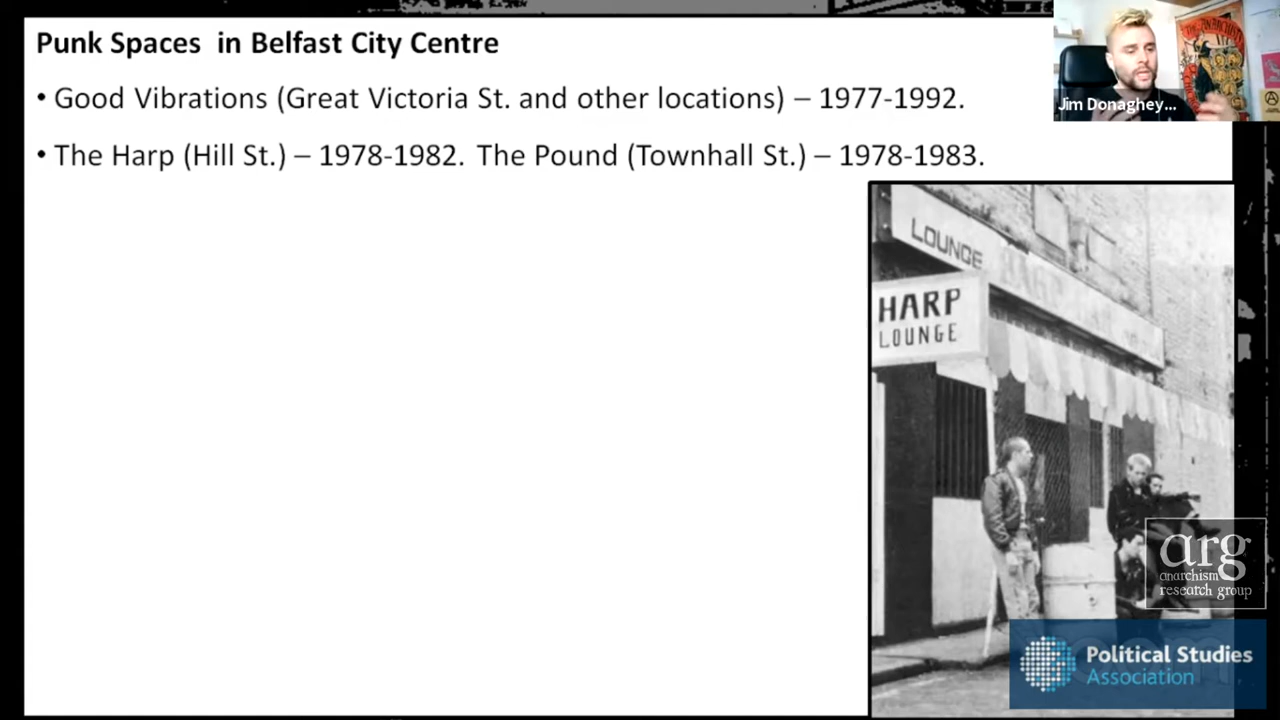 Punk Spaces in Belfast City Centre
• Good Vibrations (Great Victoria St. and other locations) – 1977-1992.
• The Harp (Hill St.) – 1978-1982. The Pound (Townhall St.) – 1978-1983.
Jim Donaghey...
THE ANARCHIST
LOUNGE
HARP
LOUNGE
arg
anarchism
research group
Political Studies
Association